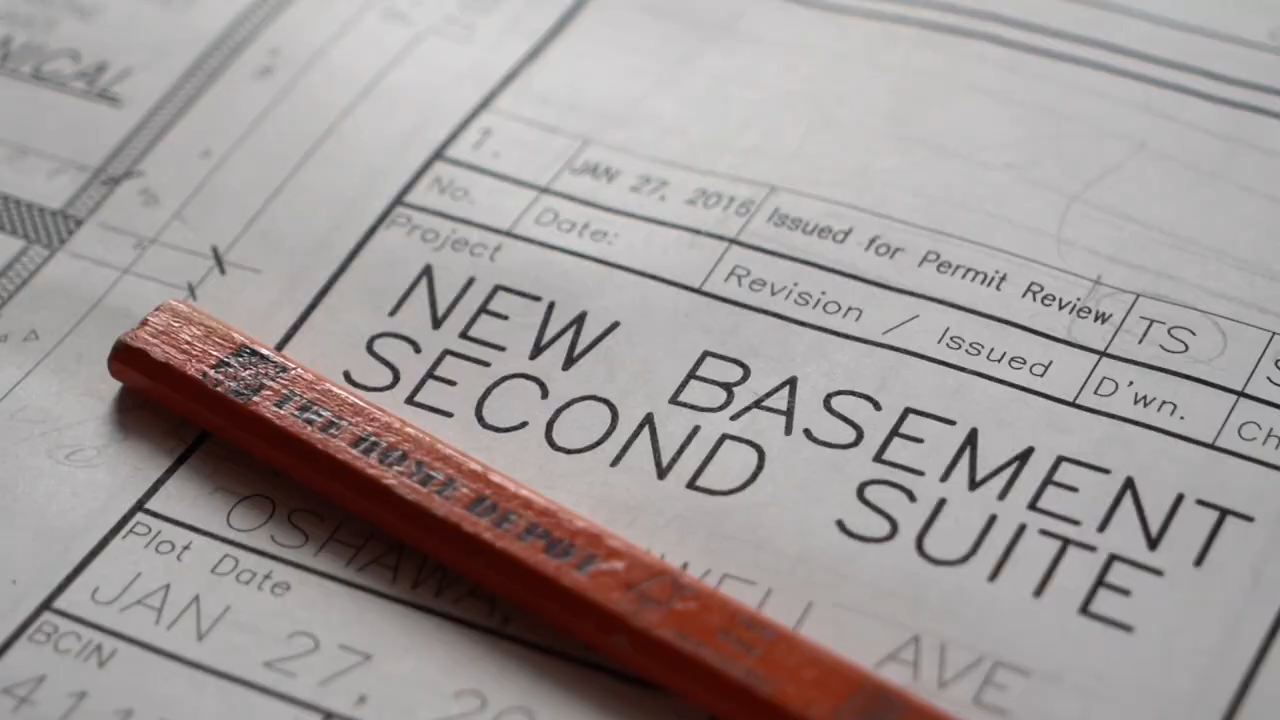 NICAL
1. JAN 27, 2016 Issued for Permit Review TS
No. Date: Revision / Issued D'wn.
Project
NEW BASEMENT
SECOND SUITE
THE HOME DEPOT
AVE
OSHAWA,
Plot Date
JAN 27,
BCIN